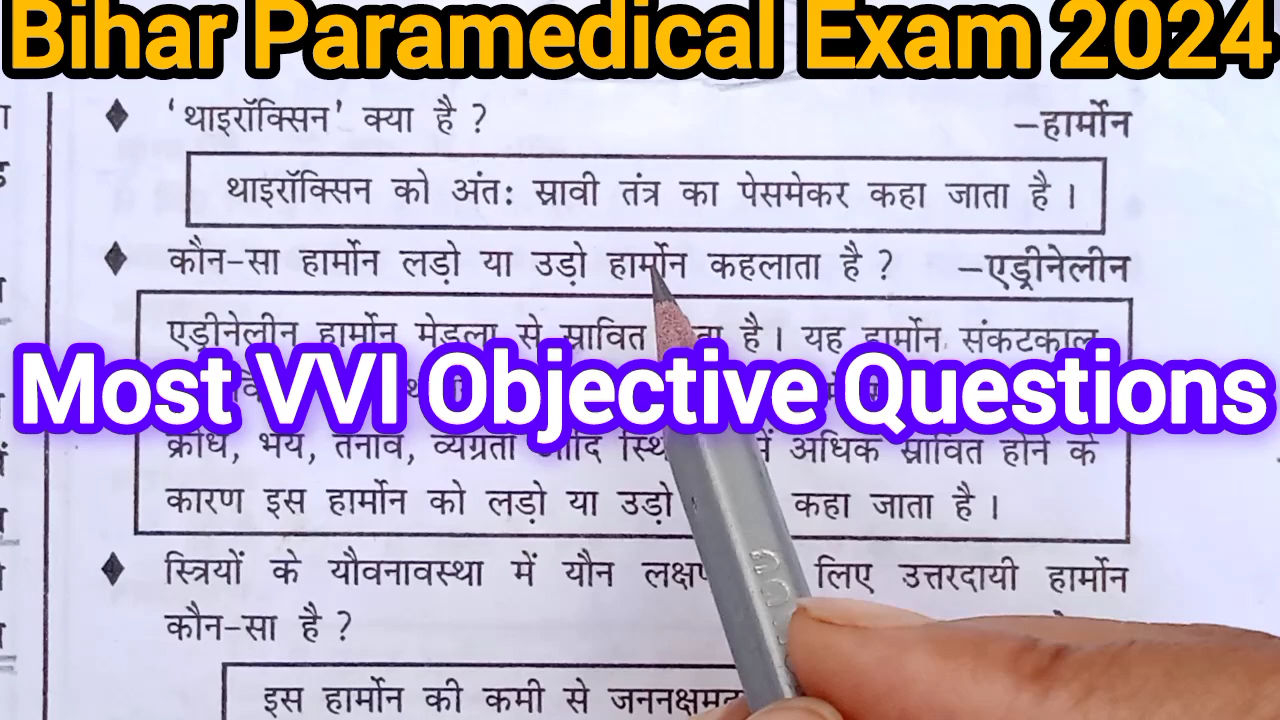 Bihar Paramedical Exam 2024
♦ 'थाइरॉक्सिन' क्या है ? –हार्मोन
थाइरॉक्सिन को अंत: स्रावी तंत्र का पेसमेकर कहा जाता है ।
♦ कौन-सा हार्मोन लड़ो या उड़ो हार्मोन कहलाता है ? –एड्रीनेलीन
एड्रीनेलीन हार्मोन मेडुला से स्रावित है । यह हार्मोन संकटकाल
Most VVI Objective Questions
क्रोध, भय, तनाव, व्यग्रता आदि में अधिक स्रावित होने के
कारण इस हार्मोन को लड़ो या उड़ो कहा जाता है ।
♦ स्त्रियों के यौवनावस्था में यौन लिए उत्तरदायी हार्मोन
कौन-सा है ?
इस हार्मोन की कमी से